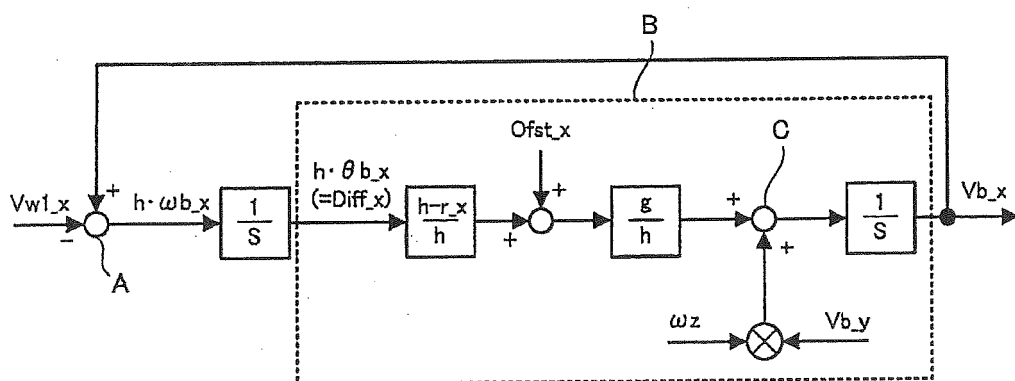 B
Ofst_x
C
h・θb_x
(=Diff_x)
Vw1_x
+
−
h・ωb_x
1
S
h-r_x
h
+
+
g
h
+
+
1
S
Vb_x
A
ωz
Vb_y